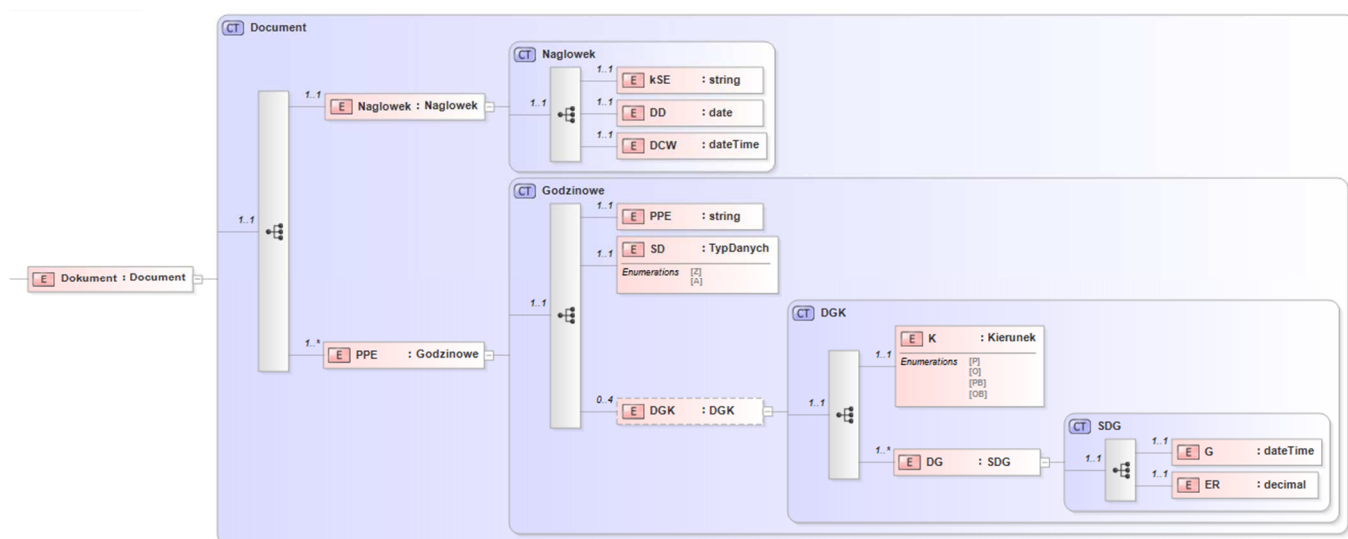 CT Document
CT Naglowek
1..1 E kSE : string
1..1 E Naglowek : Naglowek
1..1
1..1 E DD : date
1..1 E DCW : dateTime
CT Godzinowe
1..1 E PPE : string
1..1
1..1 E SD : TypDanych
Enumerations [Z]
[A]
E Dokument : Document
1..1
CT DGK
1..1 E K : Kierunek
Enumerations [P]
[O]
[PB]
[OB]
1..* E PPE : Godzinowe
0..4 E DGK : DGK
1..1
CT SDG
1..* E DG : SDG
1..1
1..1 E G : dateTime
1..1 E ER : decimal